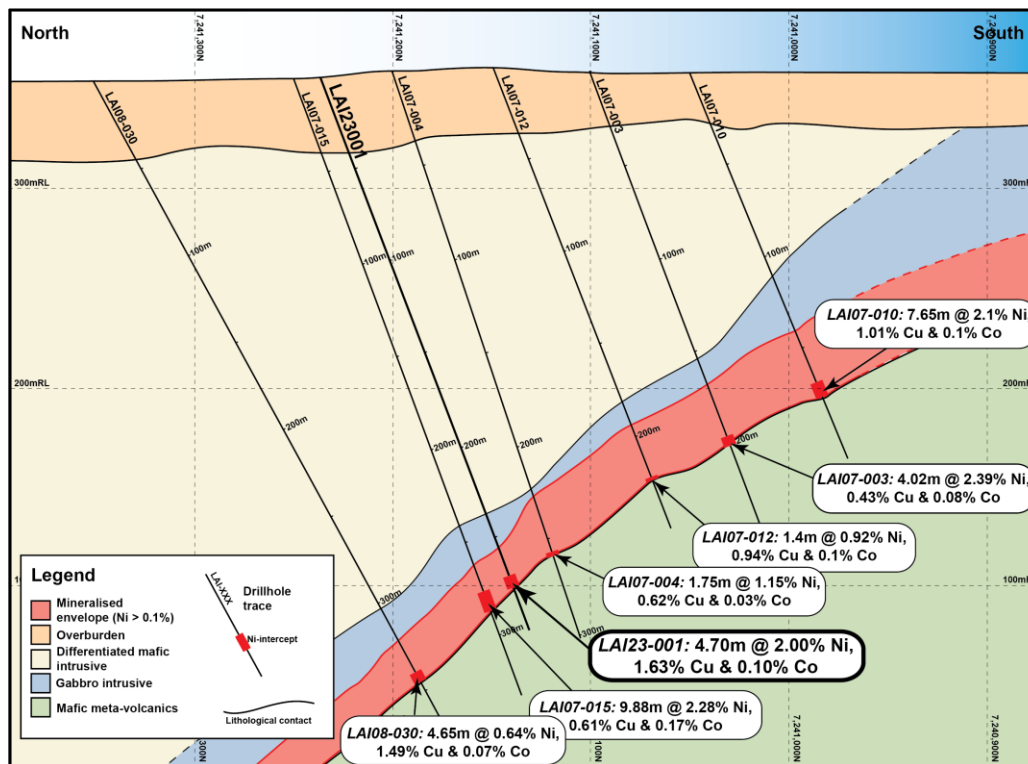 North
South
7,241,300N
7,241,200N
7,241,100N
7,241,000N
7,240,900N
LAI08-030
LAI07-015
LAI23001
LAI07-004
LAI07-012
LAI07-003
LAI07-010
300mRL
300mRL
-100m
-100m
-100m
-100m
-100m
-100m
-100m
LAI07-010: 7.65m @ 2.1% Ni,
1.01% Cu & 0.1% Co
200mRL
200mRL
-200m
-200m
-200m
-200m
-200m
-200m
LAI07-003: 4.02m @ 2.39% Ni,
0.43% Cu & 0.08% Co
LAI07-012: 1.4m @ 0.92% Ni,
0.94% Cu & 0.1% Co
LAI07-004: 1.75m @ 1.15% Ni,
0.62% Cu & 0.03% Co
-300m
-300m
-300m
LAI23-001: 4.70m @ 2.00% Ni,
1.63% Cu & 0.10% Co
LAI07-015: 9.88m @ 2.28% Ni,
0.61% Cu & 0.17% Co
LAI08-030: 4.65m @ 0.64% Ni,
1.49% Cu & 0.07% Co
Legend
Mineralised
envelope (Ni > 0.1%)
Overburden
Differentiated mafic
intrusive
Gabbro intrusive
Mafic meta-volcanics
LAI-XXX
Drillhole
trace
Ni-intercept
Lithological contact
7,241,000N
7,240,900N